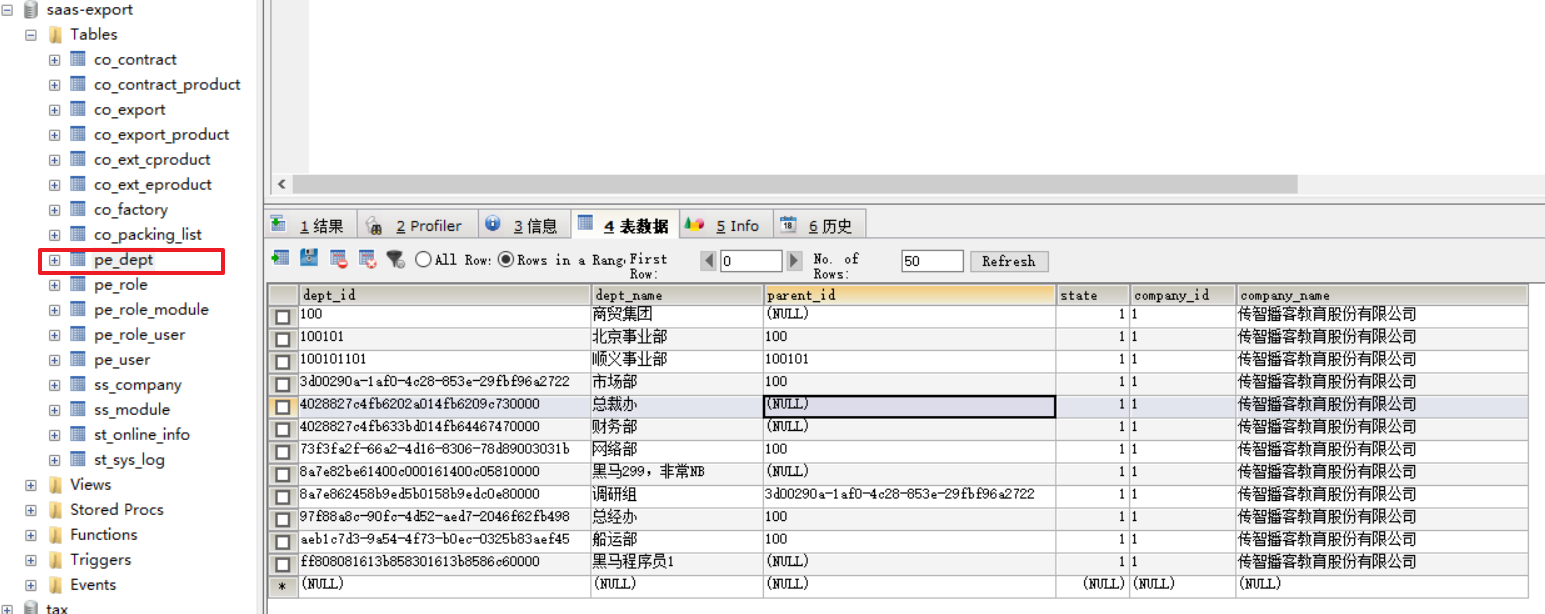 saas-export
Tables
co_contract
co_contract_product
co_export
co_export_product
co_ext_cproduct
co_ext_eproduct
co_factory
co_packing_list
pe_dept
pe_role
pe_role_module
pe_role_user
pe_user
ss_company
ss_module
st_online_info
st_sys_log
Views
Stored Procs
Functions
Triggers
Events
tax
1 结果 2 Profiler 3 信息 4 表数据 5 Info 6 历史
All Row: Rows in a Rang First Row: 0 No. of Rows: 50 Refresh
dept_id dept_name parent_id state company_id company_name
100 商贸集团 (NULL) 1 1 传智播客教育股份有限公司
100101 北京事业部 100 1 1 传智播客教育股份有限公司
100101101 顺义事业部 100101 1 1 传智播客教育股份有限公司
3d00290a-1af0-4c28-853e-29fbf96a2722 市场部 100 1 1 传智播客教育股份有限公司
4028827c4fb6202a014fb6209c730000 总裁办 (NULL) 1 1 传智播客教育股份有限公司
4028827c4fb633bd014fb64467470000 财务部 (NULL) 1 1 传智播客教育股份有限公司
73f3fa2f-66a2-4d16-8306-78d89003031b 网络部 100 1 1 传智播客教育股份有限公司
8a7e82be61400c000161400c05810000 黑马299，非常NB (NULL) 1 1 传智播客教育股份有限公司
8a7e862458b9ed5b0158b9edc0e80000 调研组 3d00290a-1af0-4c28-853e-29fbf96a2722 1 1 传智播客教育股份有限公司
97f88a8c-90fc-4d52-aed7-2046f62fb498 总经办 100 1 1 传智播客教育股份有限公司
aeb1c7d3-9a54-4f73-b0ec-0325b83aef45 船运部 100 1 1 传智播客教育股份有限公司
ff808081613b858301613b8586c60000 黑马程序员1 (NULL) 1 1 传智播客教育股份有限公司
* (NULL) (NULL) (NULL) (NULL) (NULL) (NULL)